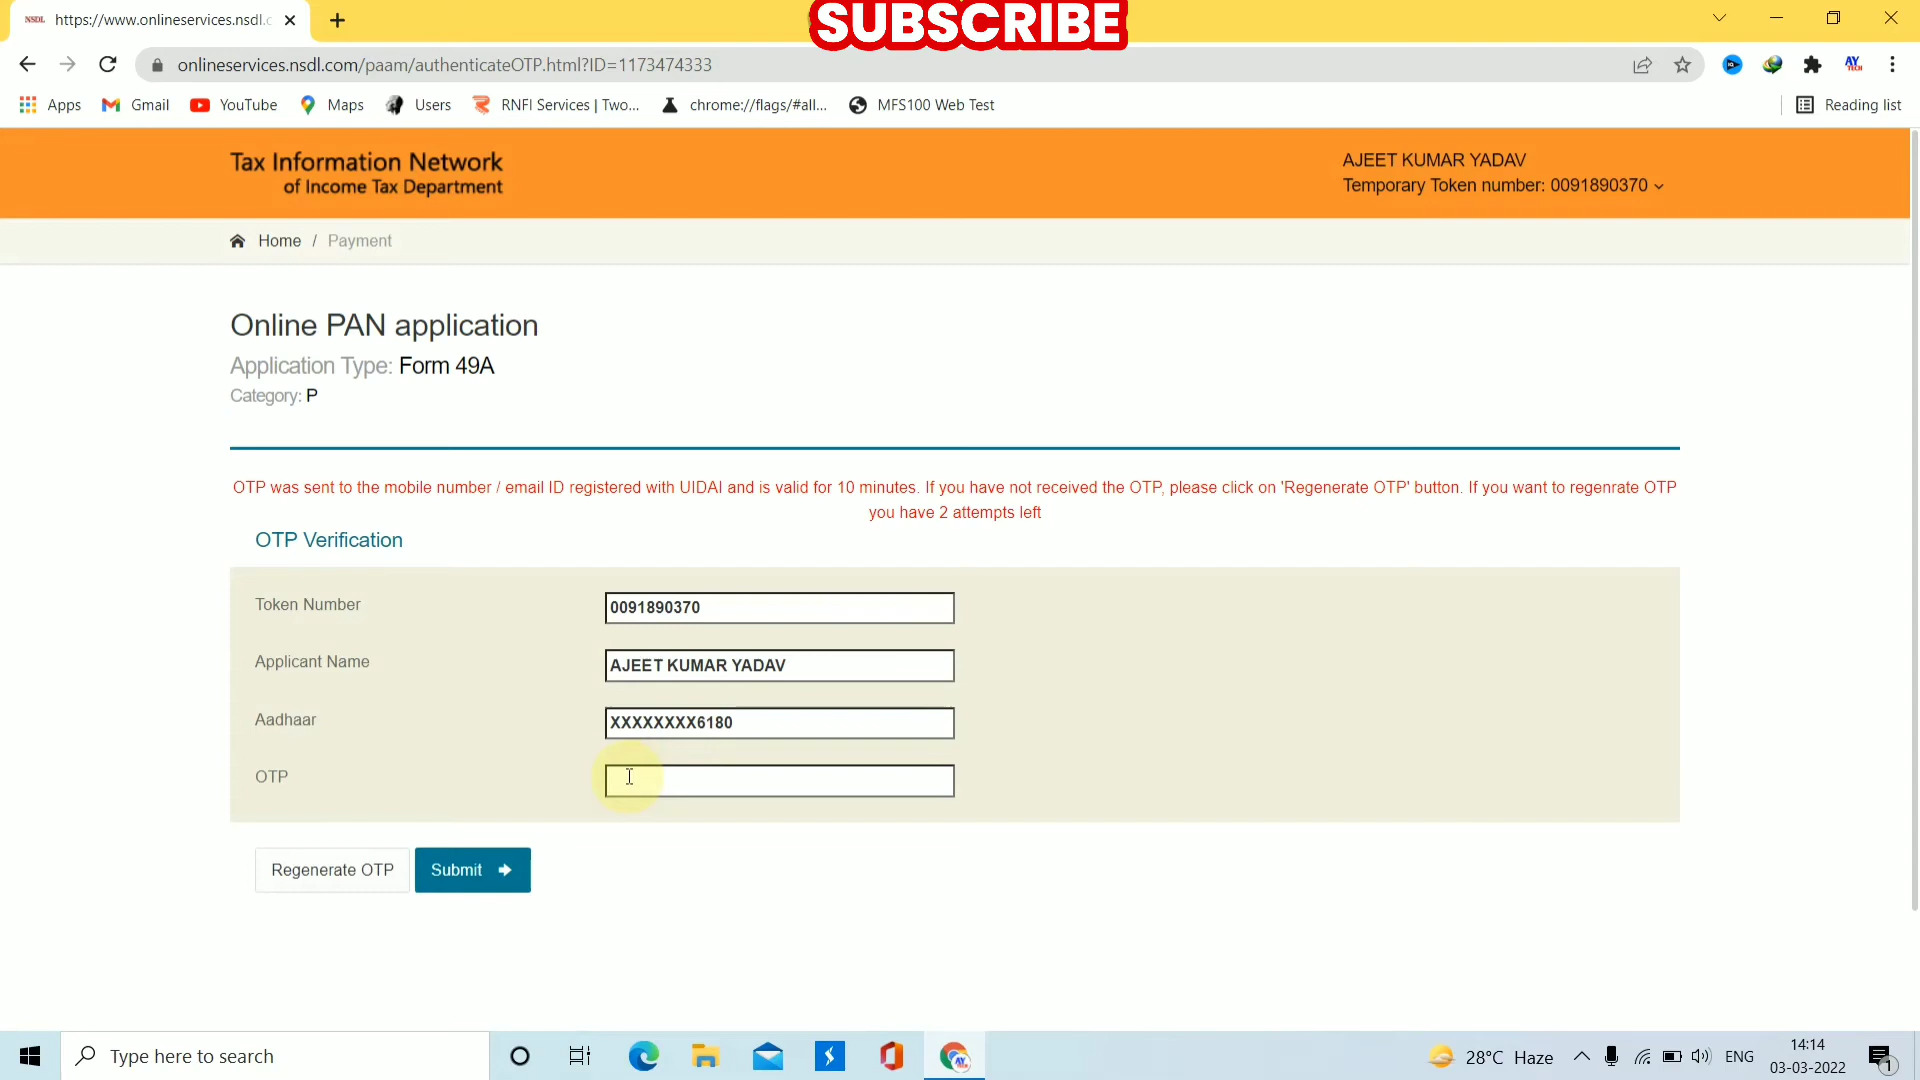 SUBSCRIBE
NSDL https://www.onlineservices.nsdl.c
onlineservices.nsdl.com/paam/authenticateOTP.html?ID=1173474333
Apps Gmail YouTube Maps Users RNFI Services | Two... chrome://flags/#all... MFS100 Web Test Reading list
Tax Information Network
of Income Tax Department
AJEET KUMAR YADAV
Temporary Token number: 0091890370
Home / Payment
Online PAN application
Application Type: Form 49A
Category: P
OTP was sent to the mobile number / email ID registered with UIDAI and is valid for 10 minutes. If you have not received the OTP, please click on 'Regenerate OTP' button. If you want to regenrate OTP
you have 2 attempts left
OTP Verification
Token Number 0091890370
Applicant Name AJEET KUMAR YADAV
Aadhaar XXXXXXXX6180
OTP
Regenerate OTP Submit
Type here to search
28°C Haze ENG
14:14
03-03-2022
1